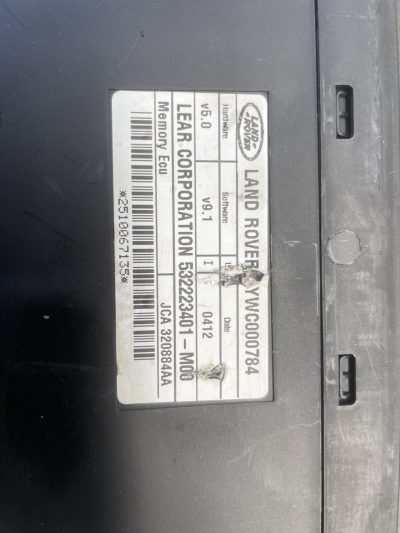 LAND ROVER
LAND ROVER YWC000784
Hardware Software Date
v5.0 v9.1 I 0412
LEAR CORPORATION 532223401-M00
Memory Ecu JCA 320884AA
*2510067135*